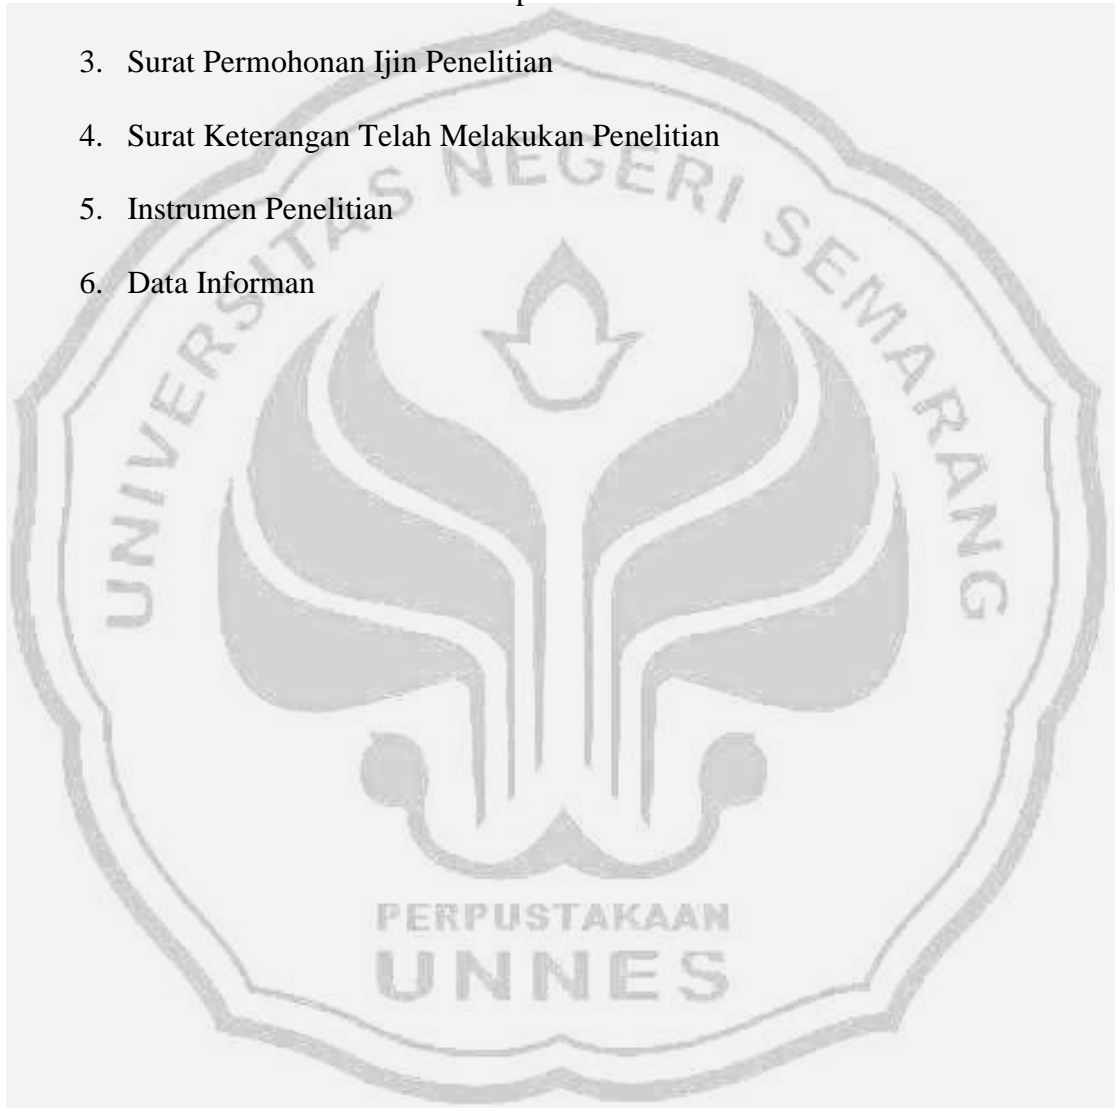 3. Surat Permohonan Ijin Penelitian
4. Surat Keterangan Telah Melakukan Penelitian
5. Instrumen Penelitian
6. Data Informan
UNIVERSITAS NEGERI SEMARANG
PERPUSTAKAAN
UNNES